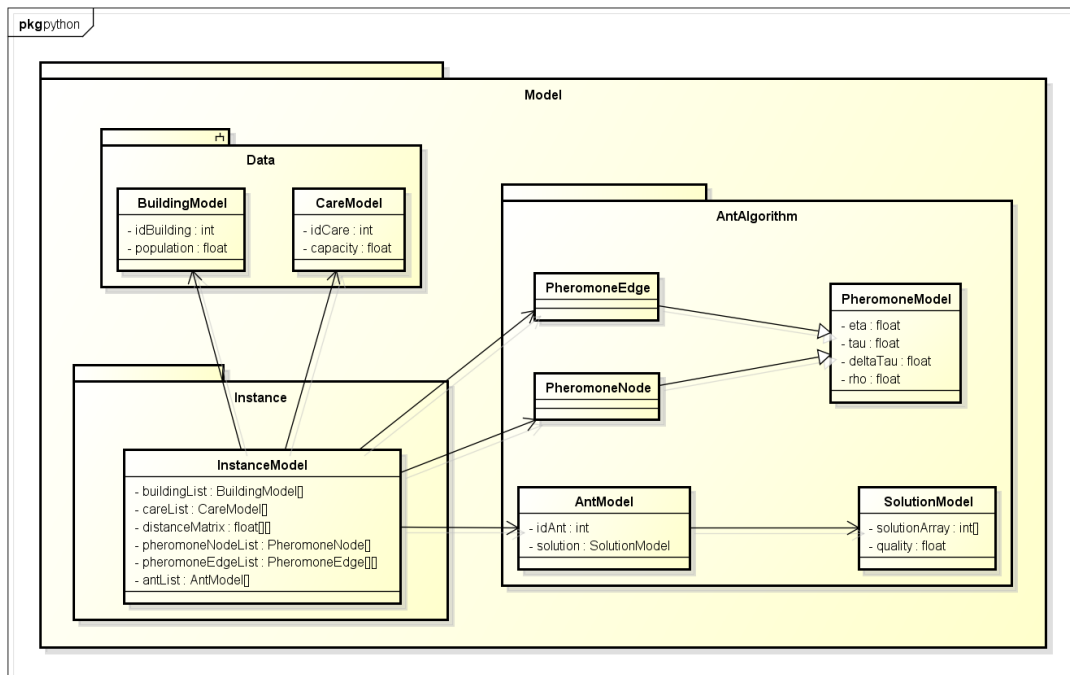 pkg python
Model
Data
BuildingModel
- idBuilding : int
- population : float
CareModel
- idCare : int
- capacity : float
AntAlgorithm
PheromoneEdge
PheromoneModel
- eta : float
- tau : float
- deltaTau : float
- rho : float
PheromoneNode
Instance
InstanceModel
- buildingList : BuildingModel[]
- careList : CareModel[]
- distanceMatrix : float[][]
- pheromoneNodeList : PheromoneNode[]
- pheromoneEdgeList : PheromoneEdge[][]
- antList : AntModel[]
AntModel
- idAnt : int
- solution : SolutionModel
SolutionModel
- solutionArray : int[]
- quality : float